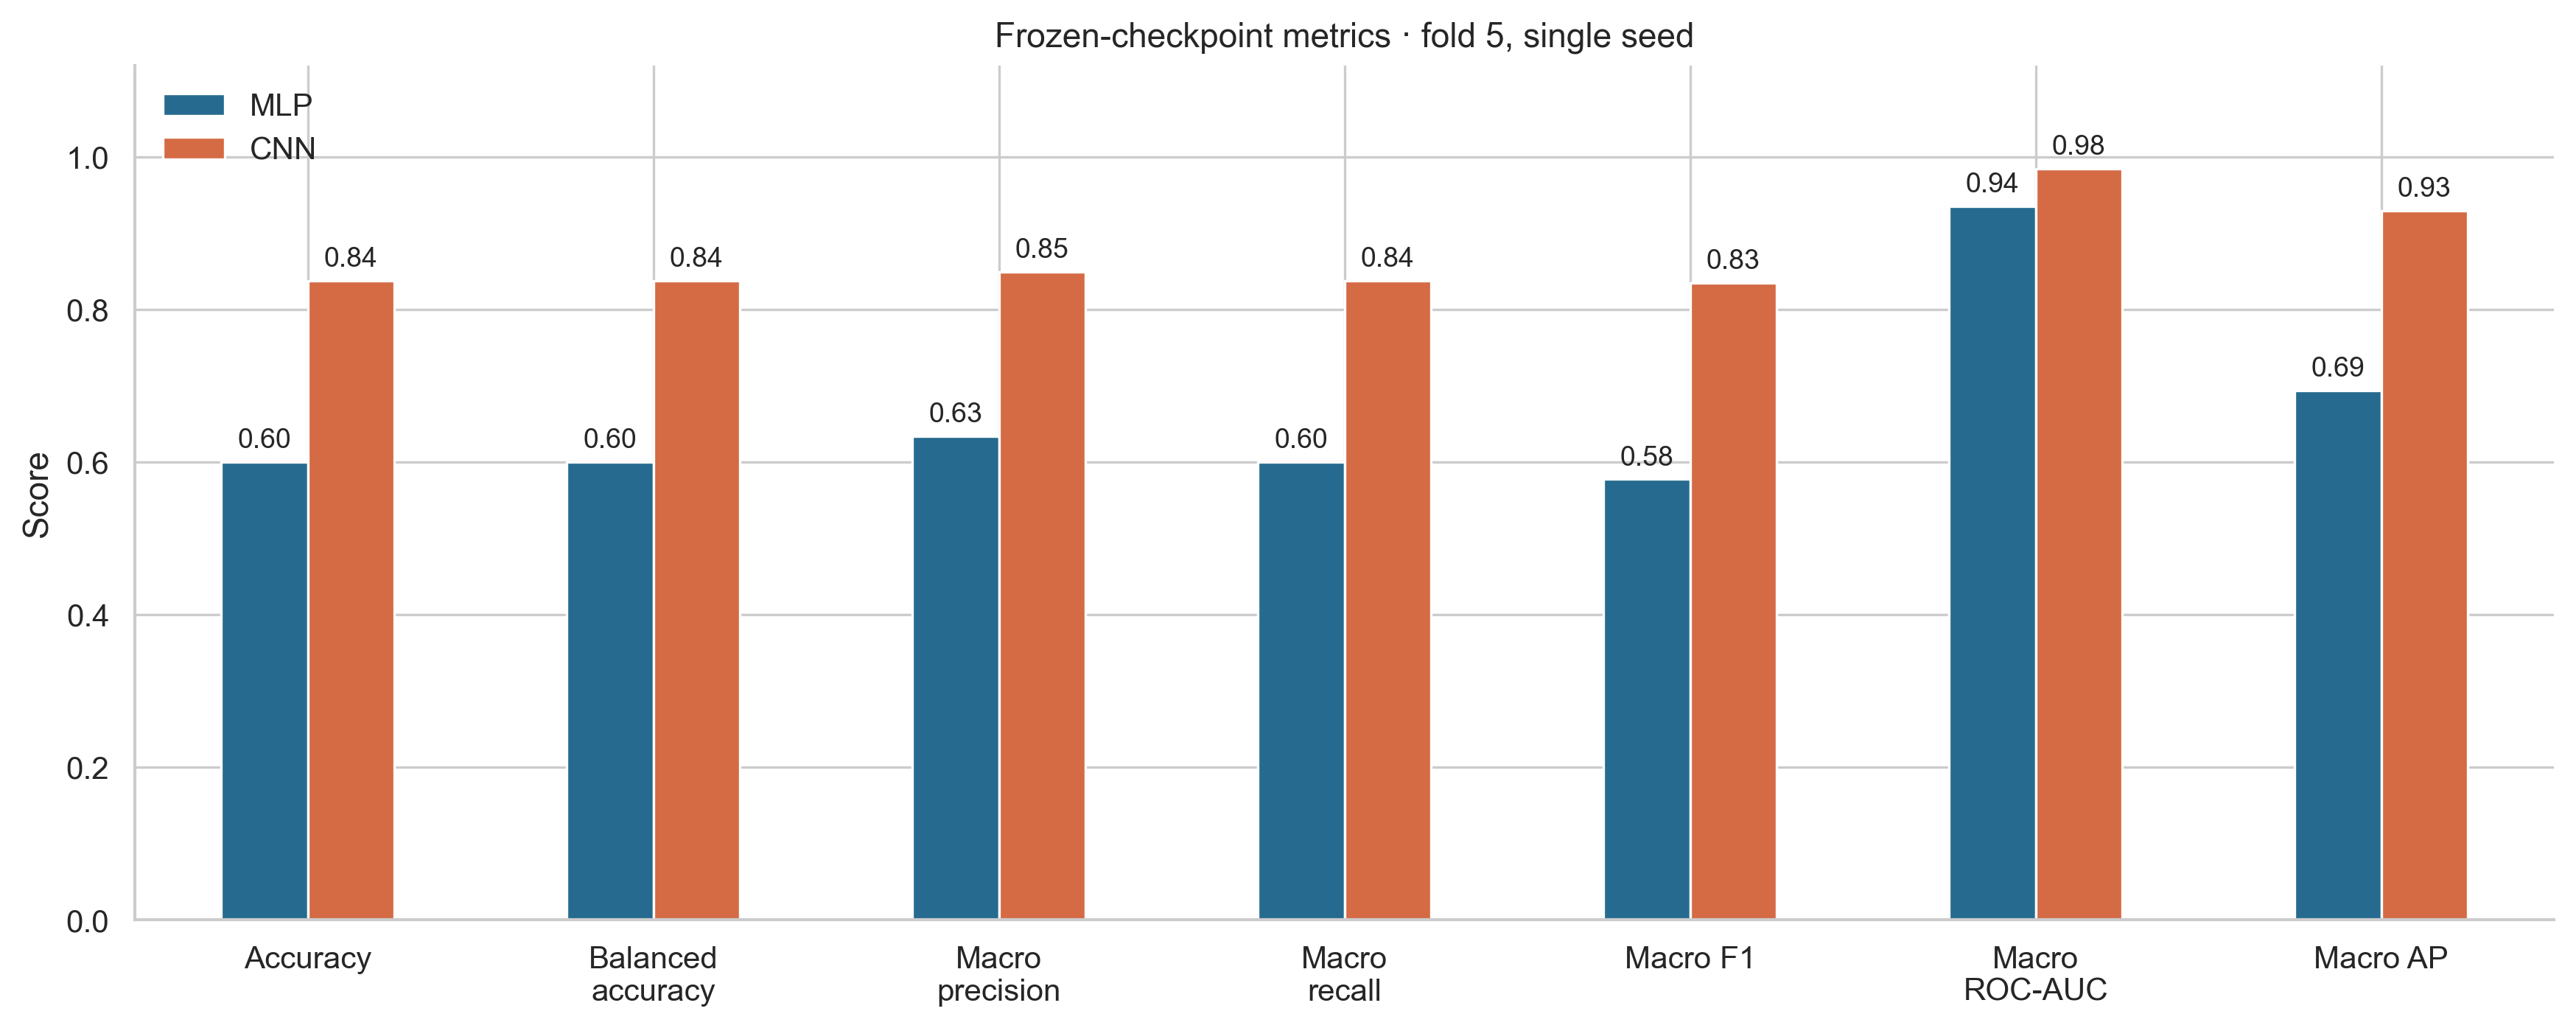 Frozen-checkpoint metrics · fold 5, single seed
MLP
CNN
Score
1.0
0.8
0.6
0.4
0.2
0.0
0.60
0.84
0.60
0.84
0.63
0.85
0.60
0.84
0.58
0.83
0.94
0.98
0.69
0.93
Accuracy
Balanced
accuracy
Macro
precision
Macro
recall
Macro F1
Macro
ROC-AUC
Macro AP